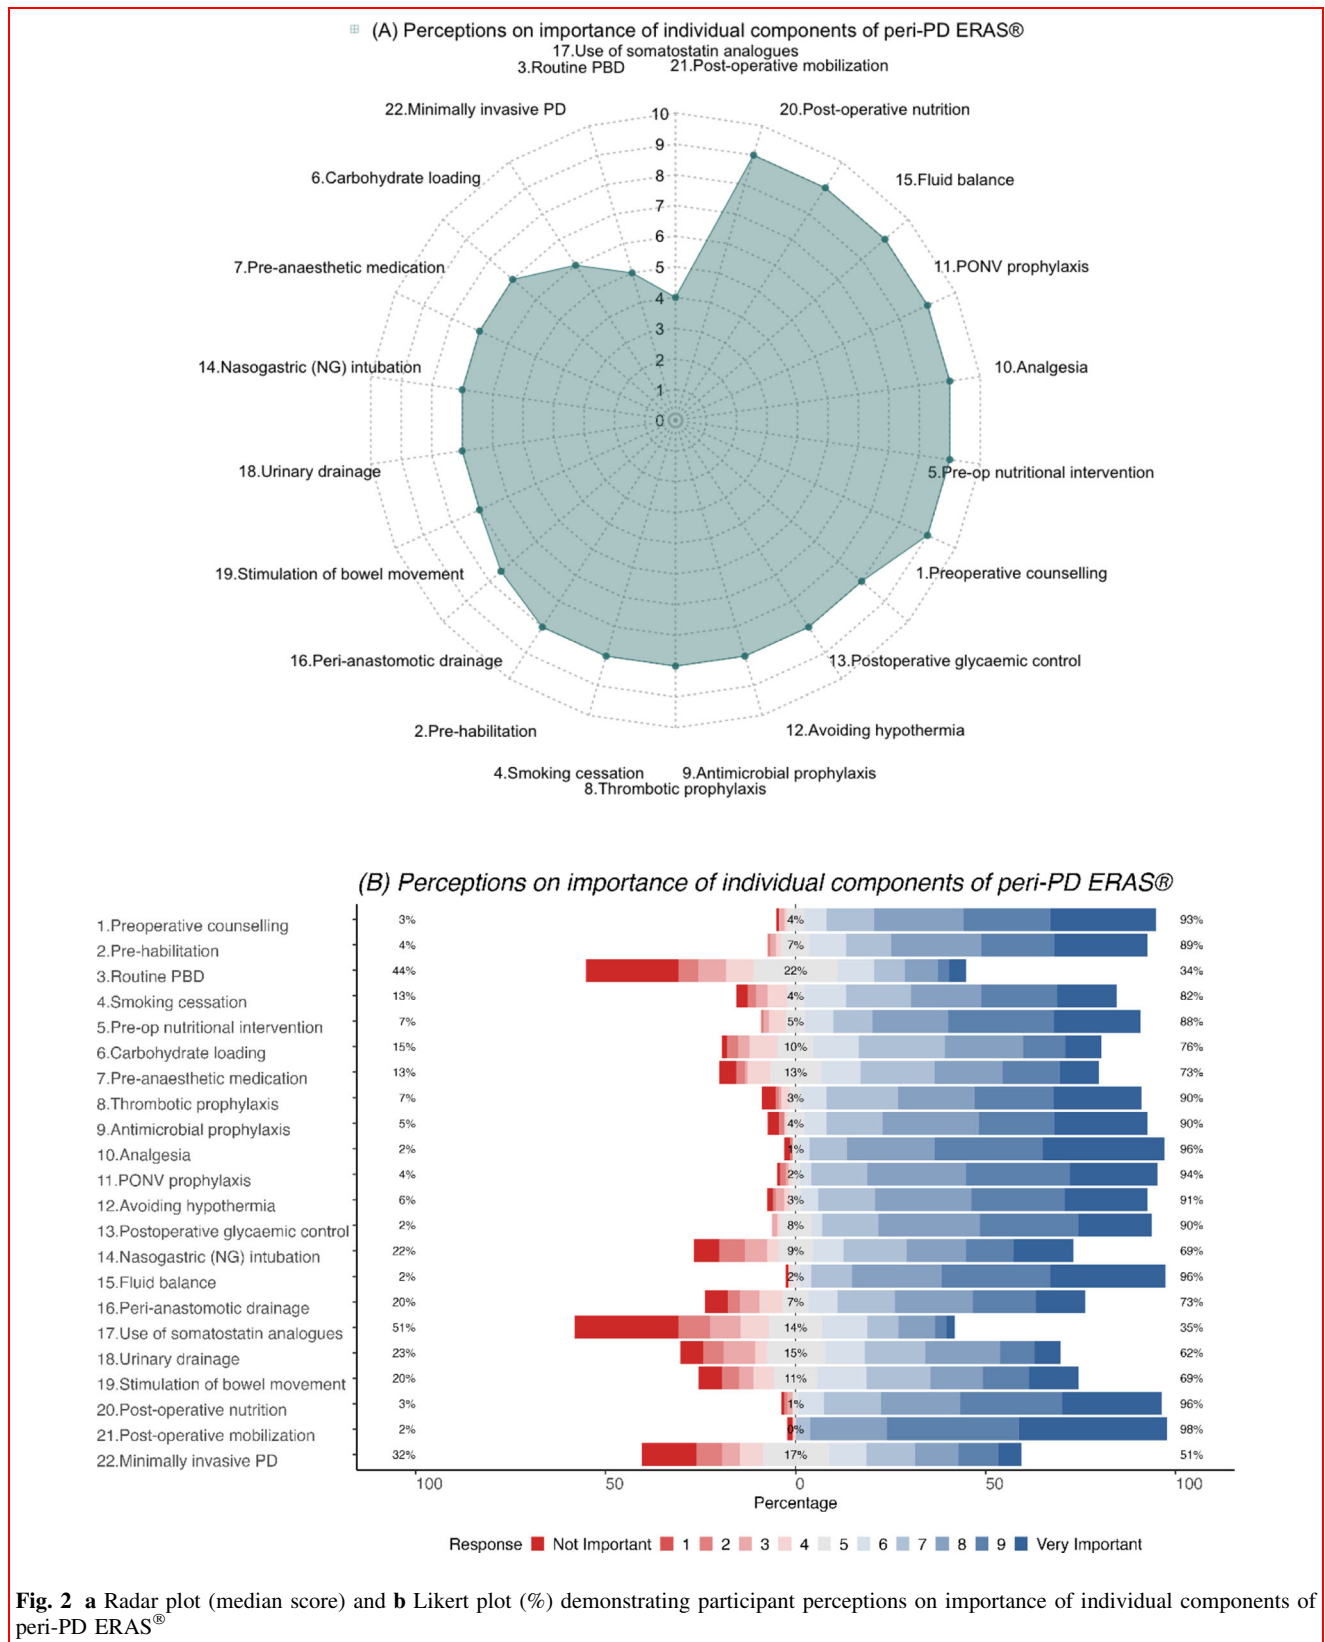 (A) Perceptions on importance of individual components of peri-PD ERAS®
17.Use of somatostatin analogues
3.Routine PBD
21.Post-operative mobilization
22.Minimally invasive PD
20.Post-operative nutrition
6.Carbohydrate loading
15.Fluid balance
7.Pre-anaesthetic medication
11.PONV prophylaxis
14.Nasogastric (NG) intubation
10.Analgesia
18.Urinary drainage
5.Pre-op nutritional intervention
19.Stimulation of bowel movement
1.Preoperative counselling
16.Peri-anastomotic drainage
13.Postoperative glycaemic control
2.Pre-habilitation
12.Avoiding hypothermia
4.Smoking cessation
9.Antimicrobial prophylaxis
8.Thrombotic prophylaxis
10
9
8
7
6
5
4
3
2
1
0
(B) Perceptions on importance of individual components of peri-PD ERAS®
1.Preoperative counselling 3% 4% 93%
2.Pre-habilitation 4% 7% 89%
3.Routine PBD 44% 22% 34%
4.Smoking cessation 13% 4% 82%
5.Pre-op nutritional intervention 7% 5% 88%
6.Carbohydrate loading 15% 10% 76%
7.Pre-anaesthetic medication 13% 13% 73%
8.Thrombotic prophylaxis 7% 3% 90%
9.Antimicrobial prophylaxis 5% 4% 90%
10.Analgesia 2% 1% 96%
11.PONV prophylaxis 4% 2% 94%
12.Avoiding hypothermia 6% 3% 91%
13.Postoperative glycaemic control 2% 8% 90%
14.Nasogastric (NG) intubation 22% 9% 69%
15.Fluid balance 2% 2% 96%
16.Peri-anastomotic drainage 20% 7% 73%
17.Use of somatostatin analogues 51% 14% 35%
18.Urinary drainage 23% 15% 62%
19.Stimulation of bowel movement 20% 11% 69%
20.Post-operative nutrition 3% 1% 96%
21.Post-operative mobilization 2% 0% 98%
22.Minimally invasive PD 32% 17% 51%
100 50 0 50 100
Percentage
Response Not Important 1 2 3 4 5 6 7 8 9 Very Important
Fig. 2 a Radar plot (median score) and b Likert plot (%) demonstrating participant perceptions on importance of individual components of
peri-PD ERAS®